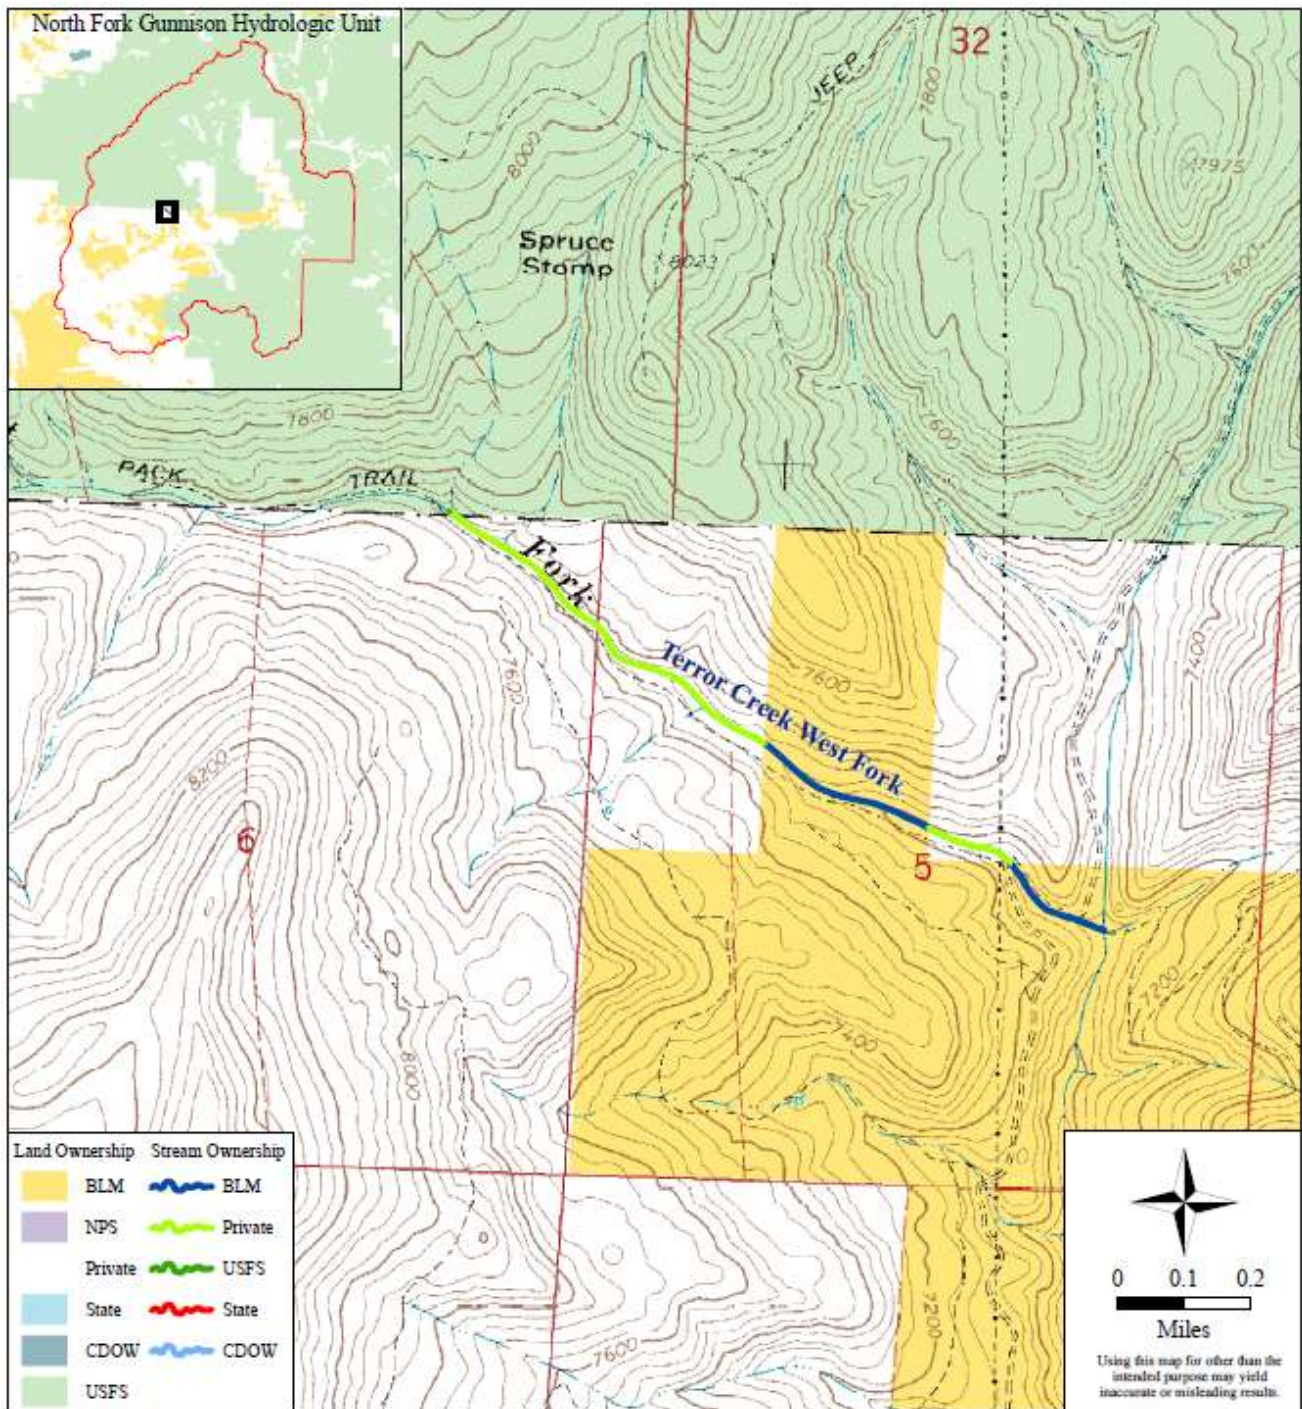 North Fork Gunnison Hydrologic Unit
32
JEEP
7800
8000
7975
Spruce
Stomp
8023
7600
7800
7600
PACK TRAIL
Fork
7400
7600
Terror Creek West Fork
7600
8200
6
5
7200
7400
8000
7200
7600
Land Ownership Stream Ownership
BLM BLM
NPS Private
Private USFS
State State
CDOW CDOW
USFS
0 0.1 0.2
Miles
Using this map for other than the
intended purpose may yield
inaccurate or misleading results.